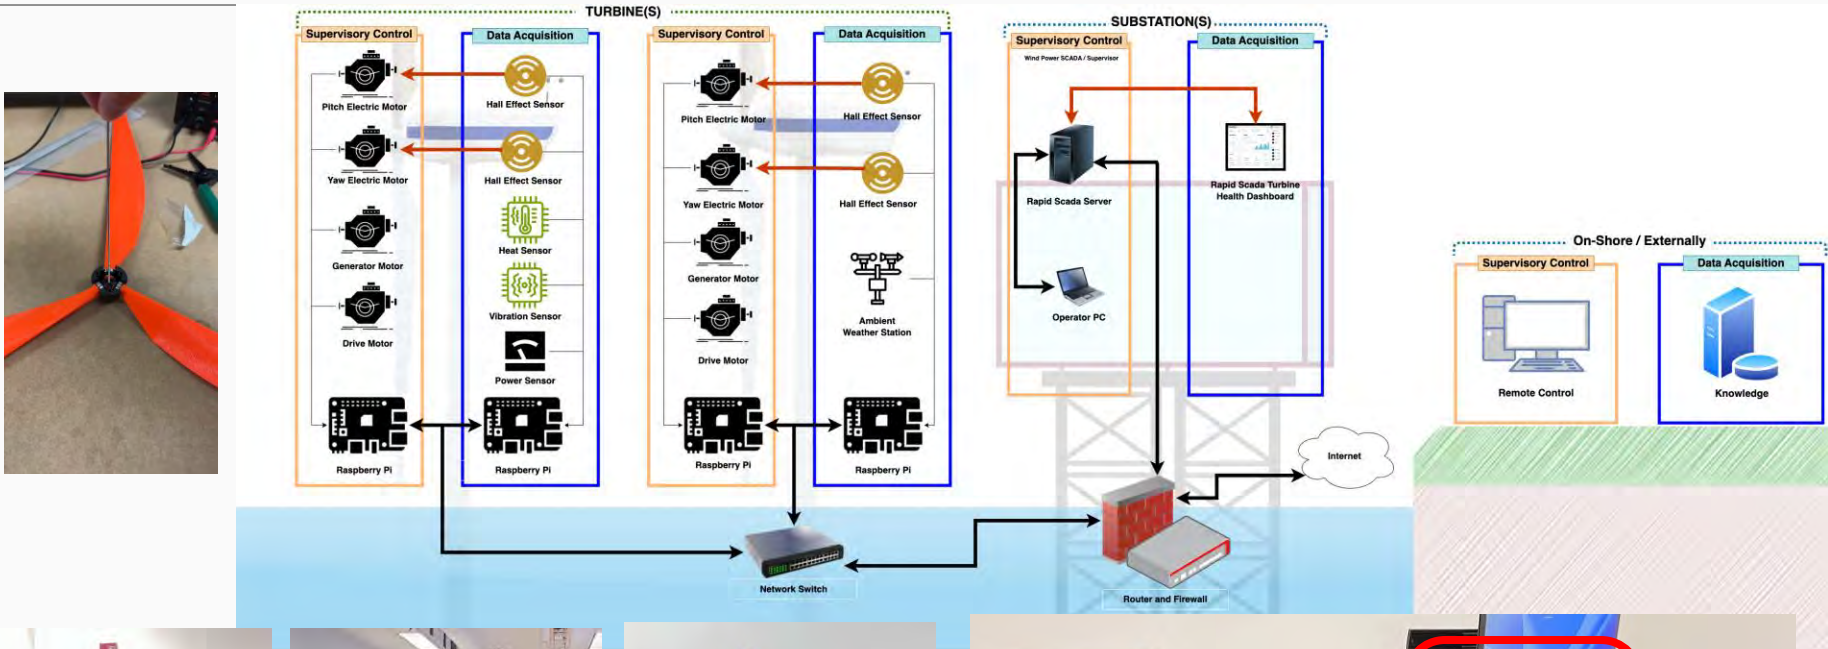 TURBINE(S)
Supervisory Control
Pitch Electric Motor
Yaw Electric Motor
Generator Motor
Drive Motor
Raspberry Pi
Data Acquisition
Hall Effect Sensor
Hall Effect Sensor
Heat Sensor
Vibration Sensor
Power Sensor
Raspberry Pi
Supervisory Control
Pitch Electric Motor
Yaw Electric Motor
Generator Motor
Drive Motor
Raspberry Pi
Data Acquisition
Hall Effect Sensor
Hall Effect Sensor
Ambient
Weather Station
Raspberry Pi
SUBSTATION(S)
Supervisory Control
Wind Power SCADA / Supervisor
Rapid Scada Server
Operator PC
Data Acquisition
Rapid Scada Turbine
Health Dashboard
On-Shore / Externally
Supervisory Control
Remote Control
Data Acquisition
Knowledge
Internet
Network Switch
Router and Firewall